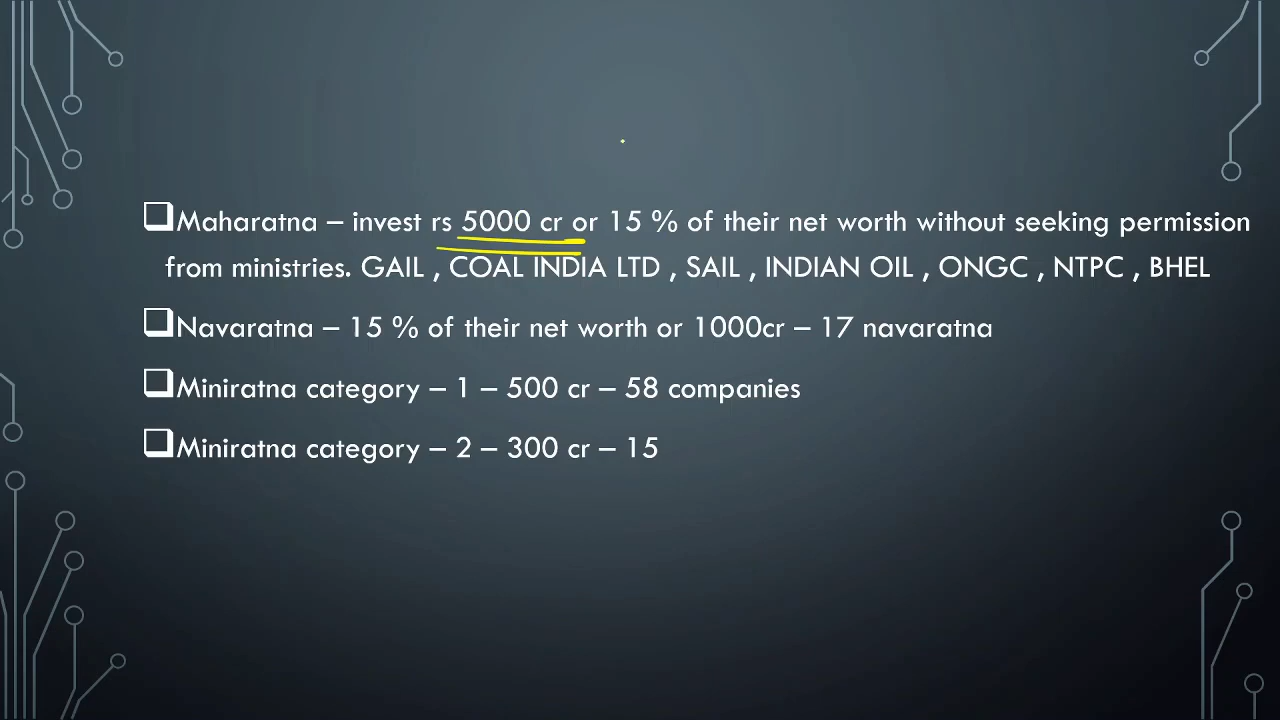 Maharatna – invest rs 5000 cr or 15 % of their net worth without seeking permission
from ministries. GAIL , COAL INDIA LTD , SAIL , INDIAN OIL , ONGC , NTPC , BHEL
Navaratna – 15 % of their net worth or 1000cr – 17 navaratna
Miniratna category – 1 – 500 cr – 58 companies
Miniratna category – 2 – 300 cr – 15